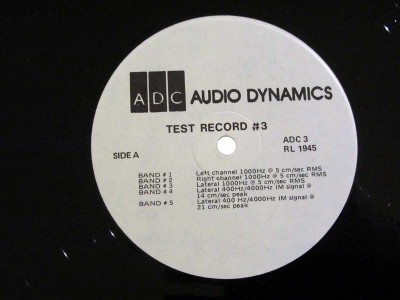 ADC AUDIO DYNAMICS
TEST RECORD #3
ADC 3
SIDE A RL 1945
BAND # 1 Left channel 1000Hz @ 5 cm/sec RMS
BAND # 2 Right channel 1000Hz @ 5 cm/sec RMS
BAND # 3 Lateral 1000Hz @ 5 cm/sec RMS
BAND # 4 Lateral 400Hz/4000Hz IM signal @
14 cm/sec peak
BAND # 5 Lateral 400 Hz/4000Hz IM signal @
21 cm/sec peak